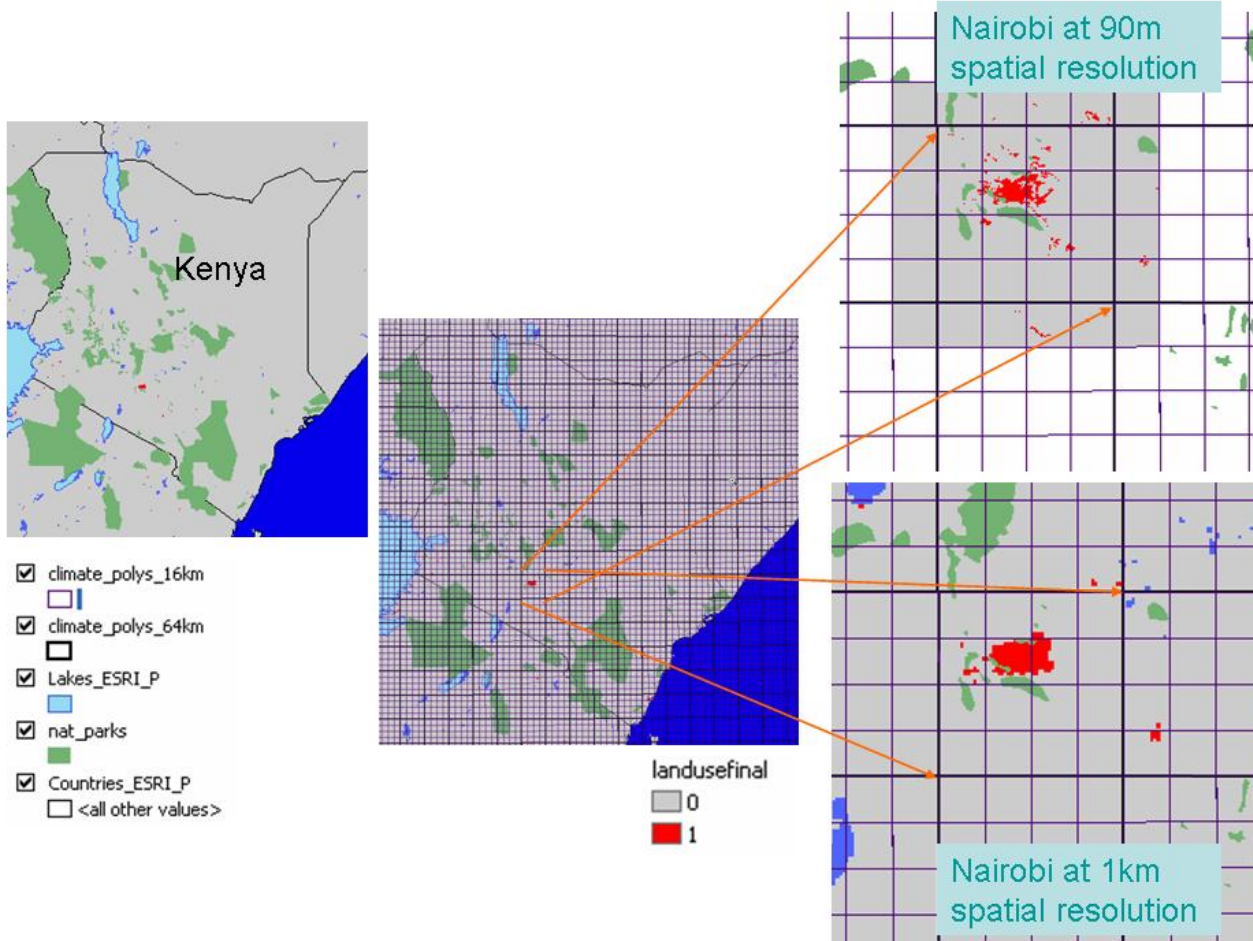 Nairobi at 90m
spatial resolution
Kenya
climate_polys_16km
climate_polys_64km
Lakes_ESRI_P
nat_parks
Countries_ESRI_P
<all other values>
landusefinal
0
1
Nairobi at 1km
spatial resolution